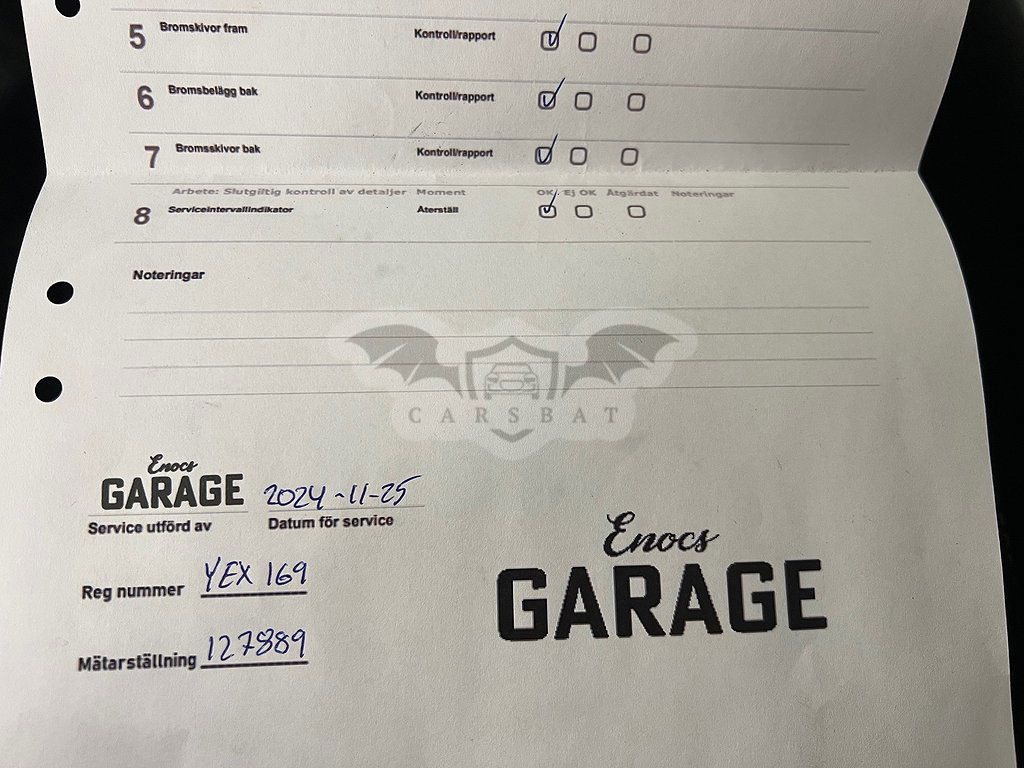 5 Bromskivor fram Kontroll/rapport
6 Bromsbelägg bak Kontroll/rapport
7 Bromsskivor bak Kontroll/rapport
Arbete: Slutgiltig kontroll av detaljer Moment OK Ej OK Åtgärdat Noteringar
8 Serviceintervallindikator Återställ
Noteringar
CARSBAT
Enocs
GARAGE 2024-11-25
Service utförd av Datum för service
Enocs
GARAGE
Reg nummer YEX 169
Mätarställning 127889